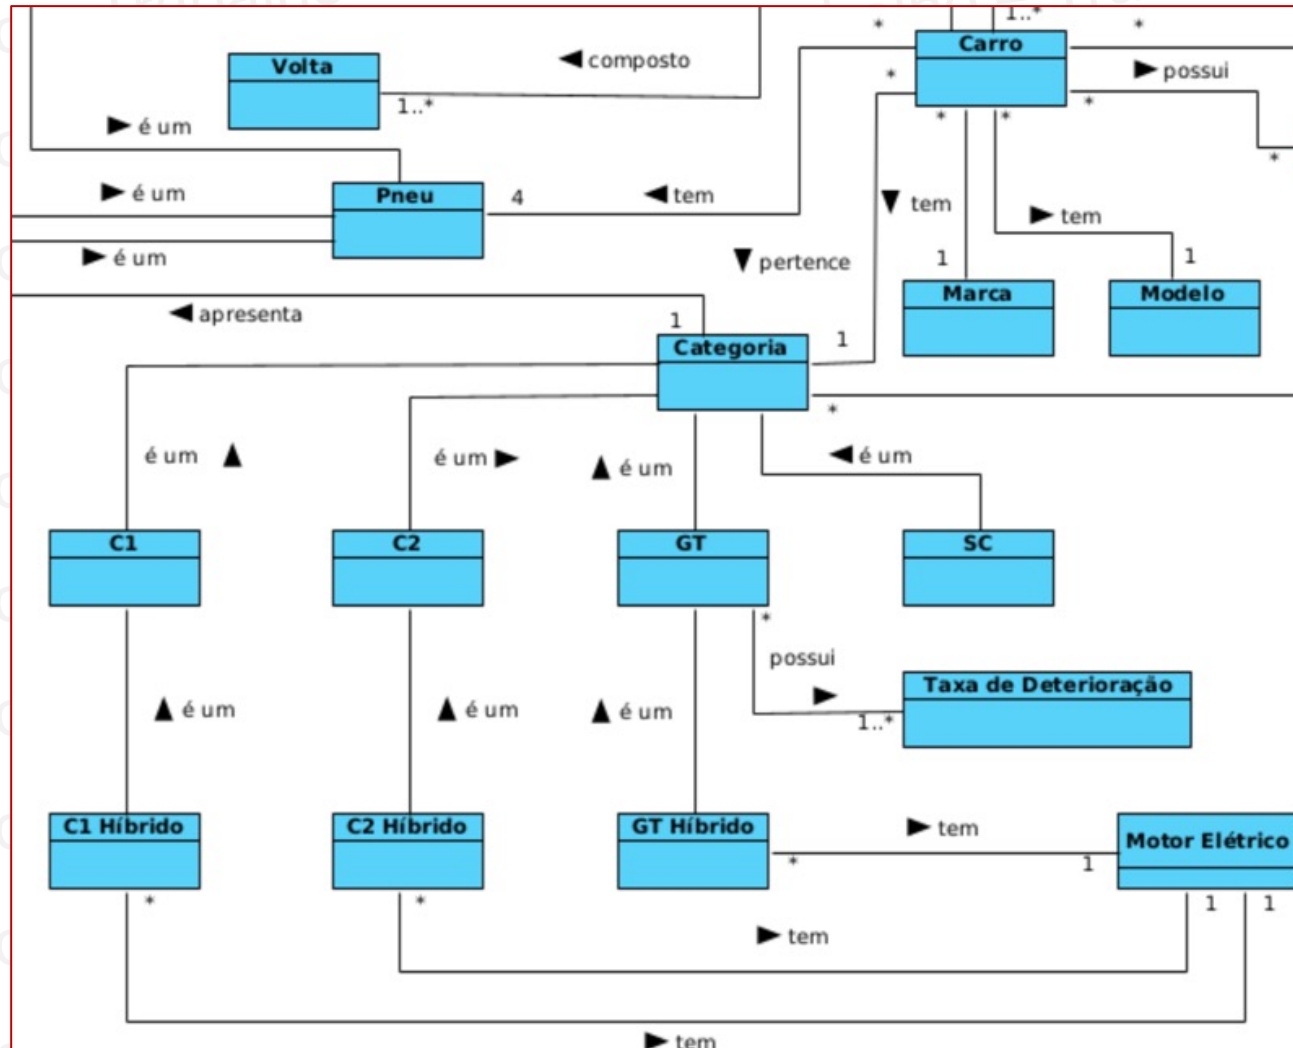 *
1..*
*
Carro
Volta
composto
*
possui
1..*
*
é um
*
*
*
é um
Pneu
4
tem
tem
tem
é um
pertence
1
1
Marca
Modelo
apresenta
1
1
Categoria
*
é um
é um
é um
é um
C1
C2
GT
SC
*
possui
Taxa de Deterioração
é um
é um
é um
1..*
C1 Híbrido
C2 Híbrido
GT Híbrido
tem
Motor Elétrico
*
1
*
*
1
1
tem
tem